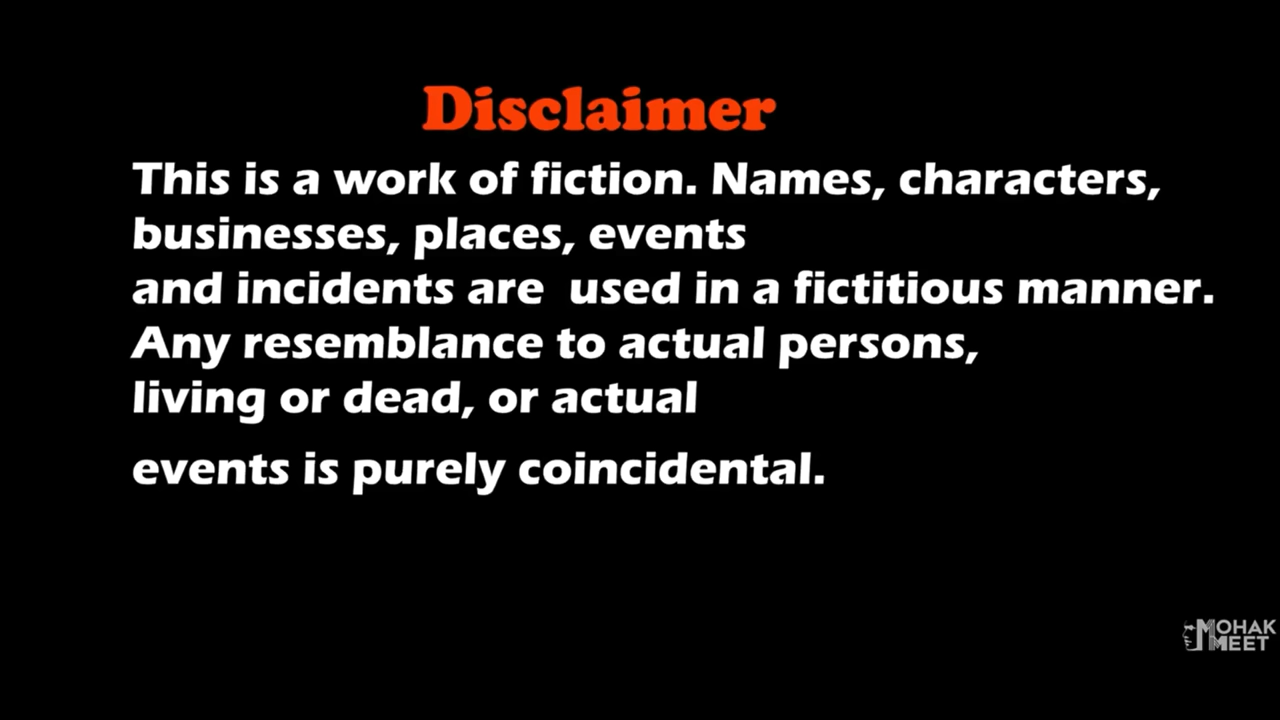 Disclaimer
This is a work of fiction. Names, characters,
businesses, places, events
and incidents are  used in a fictitious manner.
Any resemblance to actual persons,
living or dead, or actual
events is purely coincidental.
MOHAK
MEET